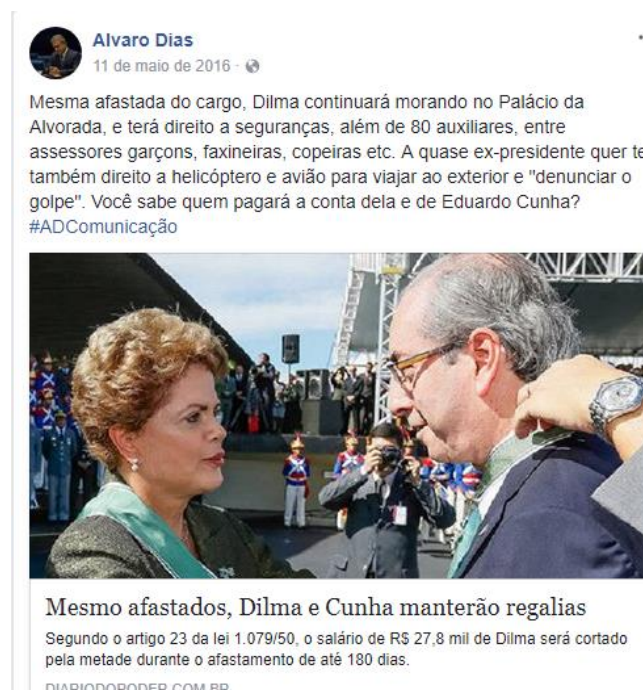 Alvaro Dias
11 de maio de 2016 ·
Mesma afastada do cargo, Dilma continuará morando no Palácio da
Alvorada, e terá direito a seguranças, além de 80 auxiliares, entre
assessores garçons, faxineiras, copeiras etc. A quase ex-presidente quer te
também direito a helicóptero e avião para viajar ao exterior e "denunciar o
golpe". Você sabe quem pagará a conta dela e de Eduardo Cunha?
#ADComunicação
Mesmo afastados, Dilma e Cunha manterão regalias
Segundo o artigo 23 da lei 1.079/50, o salário de R$ 27,8 mil de Dilma será cortado
pela metade durante o afastamento de até 180 dias.
DIARIODOPODER.COM.BR